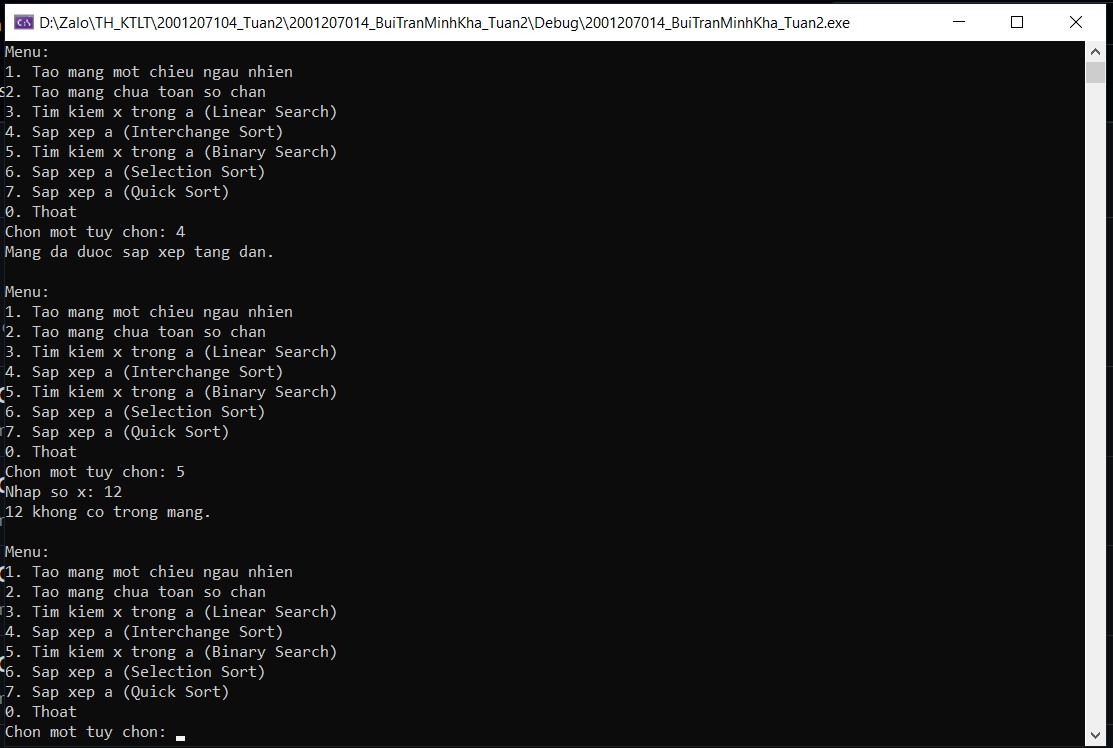 D:\Zalo\TH_KTLT\2001207104_Tuan2\2001207014_BuiTranMinhKha_Tuan2\Debug\2001207014_BuiTranMinhKha_Tuan2.exe
Menu:
1. Tao mang mot chieu ngau nhien
2. Tao mang chua toan so chan
3. Tim kiem x trong a (Linear Search)
4. Sap xep a (Interchange Sort)
5. Tim kiem x trong a (Binary Search)
6. Sap xep a (Selection Sort)
7. Sap xep a (Quick Sort)
0. Thoat
Chon mot tuy chon: 4
Mang da duoc sap xep tang dan.
Menu:
1. Tao mang mot chieu ngau nhien
2. Tao mang chua toan so chan
3. Tim kiem x trong a (Linear Search)
4. Sap xep a (Interchange Sort)
5. Tim kiem x trong a (Binary Search)
6. Sap xep a (Selection Sort)
7. Sap xep a (Quick Sort)
0. Thoat
Chon mot tuy chon: 5
Nhap so x: 12
12 khong co trong mang.
Menu:
1. Tao mang mot chieu ngau nhien
2. Tao mang chua toan so chan
3. Tim kiem x trong a (Linear Search)
4. Sap xep a (Interchange Sort)
5. Tim kiem x trong a (Binary Search)
6. Sap xep a (Selection Sort)
7. Sap xep a (Quick Sort)
0. Thoat
Chon mot tuy chon: